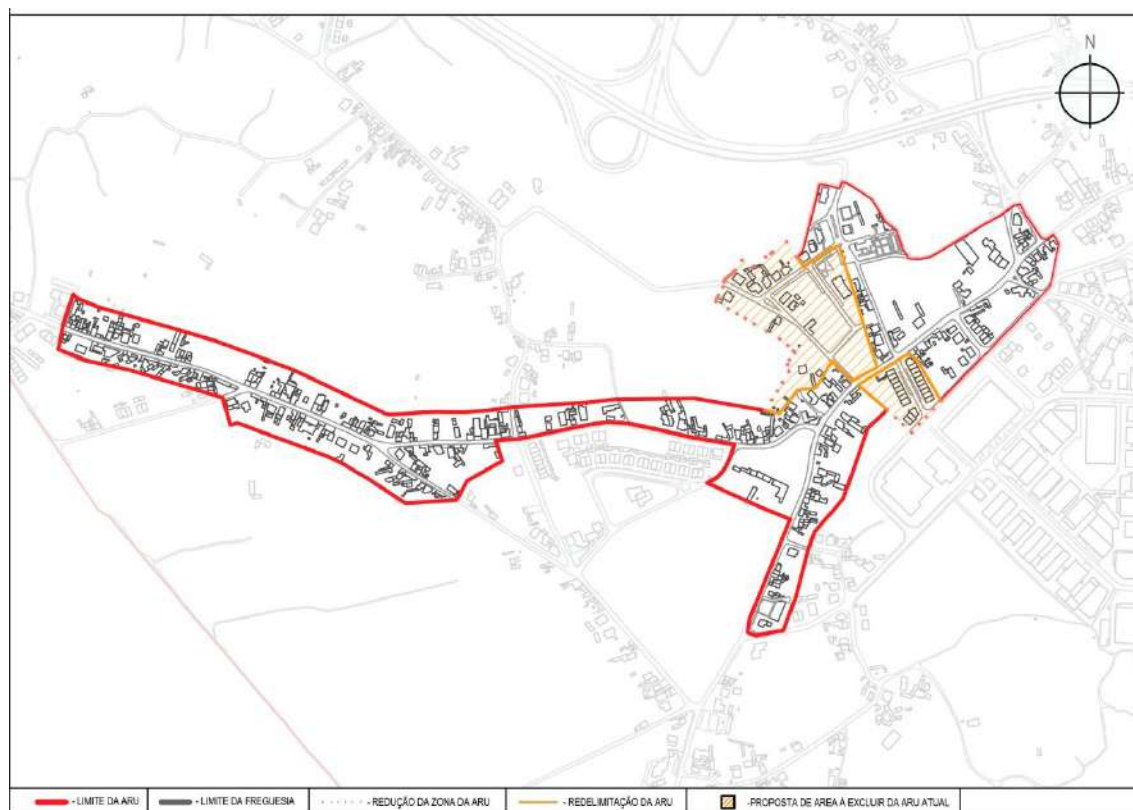 N
- LIMITE DA ARU
- LIMITE DA FREGUESIA
- REDUÇÃO DA ZONA DA ARU
- REDELIMITAÇÃO DA ARU
-PROPOSTA DE AREA À EXCLUIR DA ARU ATUAL